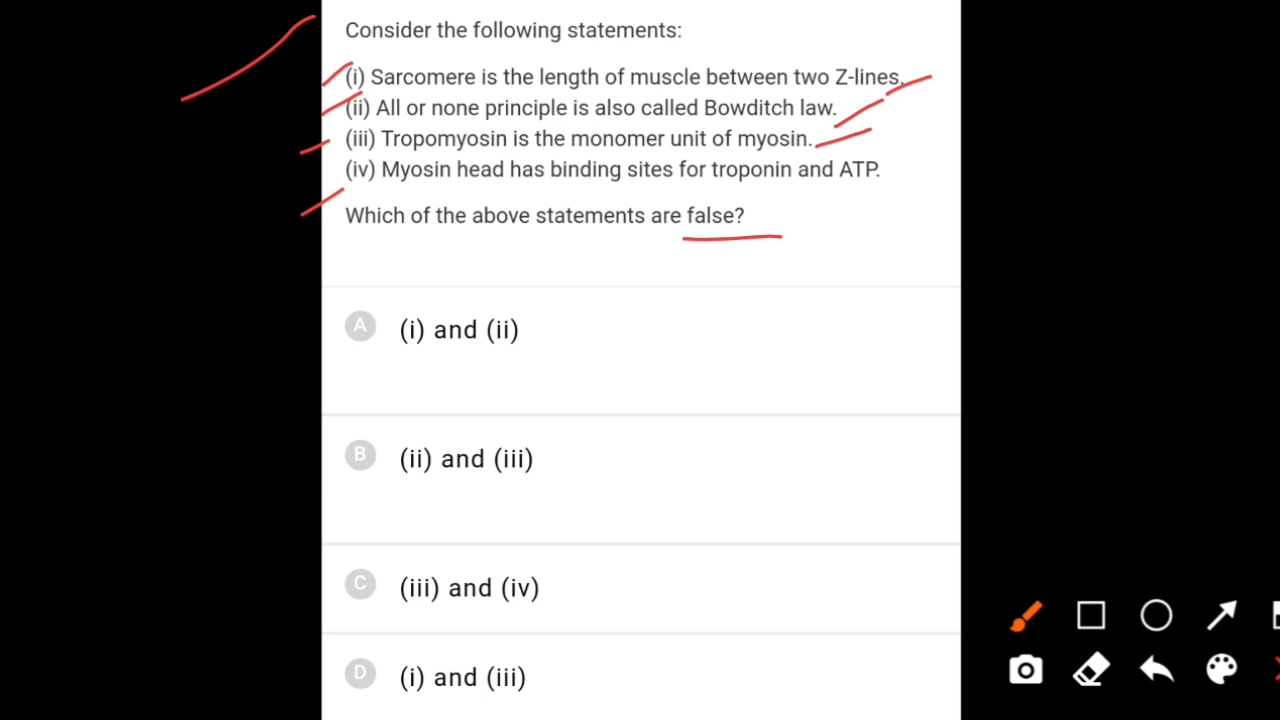 Consider the following statements:
(i) Sarcomere is the length of muscle between two Z-lines.
(ii) All or none principle is also called Bowditch law.
(iii) Tropomyosin is the monomer unit of myosin.
(iv) Myosin head has binding sites for troponin and ATP.
Which of the above statements are false?
A (i) and (ii)
B (ii) and (iii)
C (iii) and (iv)
D (i) and (iii)